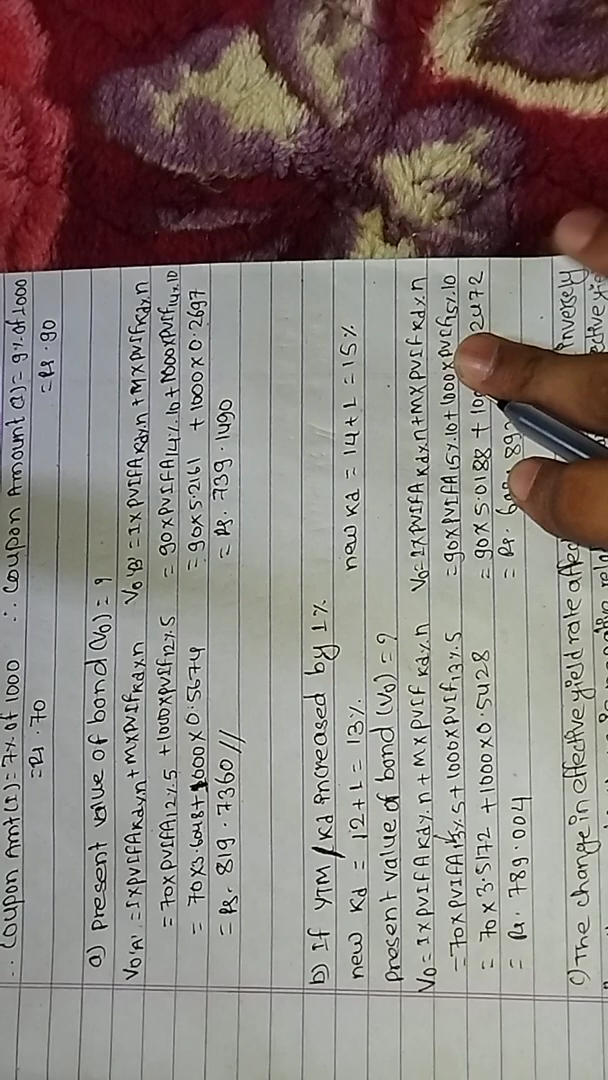 ∴ Coupon Amt (I) = 7% of 1000 ∴ Coupon Amount (I) = 9% of 1000
= Rs. 70 = Rs. 90
a) Present value of bond (V0) = ?
V0'A' = I x PVIFA Kd%, n + M x PVIF Kd%, n V0'B' = I x PVIFA Kd%, n + M x PVIF Kd%, n
= 70 x PVIFA 12%, 5 + 1000 x PVIF 12%, 5 = 90 x PVIFA 14%, 10 + 1000 x PVIF 14%, 10
= 70 x 3.6048 + 1000 x 0.5674 = 90 x 5.2161 + 1000 x 0.2697
= Rs. 819.7360 // = Rs. 739.1490
b) If YTM / Kd increased by 1%
new Kd = 12 + 1 = 13% new Kd = 14 + 1 = 15%
present value of bond (V0) = ?
V0 = I x PVIFA Kd%, n + M x PVIF Kd%, n V0 = I x PVIFA Kd%, n + M x PVIF Kd%, n
= 70 x PVIFA 13%, 5 + 1000 x PVIF 13%, 5 = 90 x PVIFA 15%, 10 + 1000 x PVIF 15%, 10
= 70 x 3.5172 + 1000 x 0.5428 = 90 x 5.0188 + 10 2472
= Rs. 789.004 = Rs.
c) The change in effective yield rate inversely